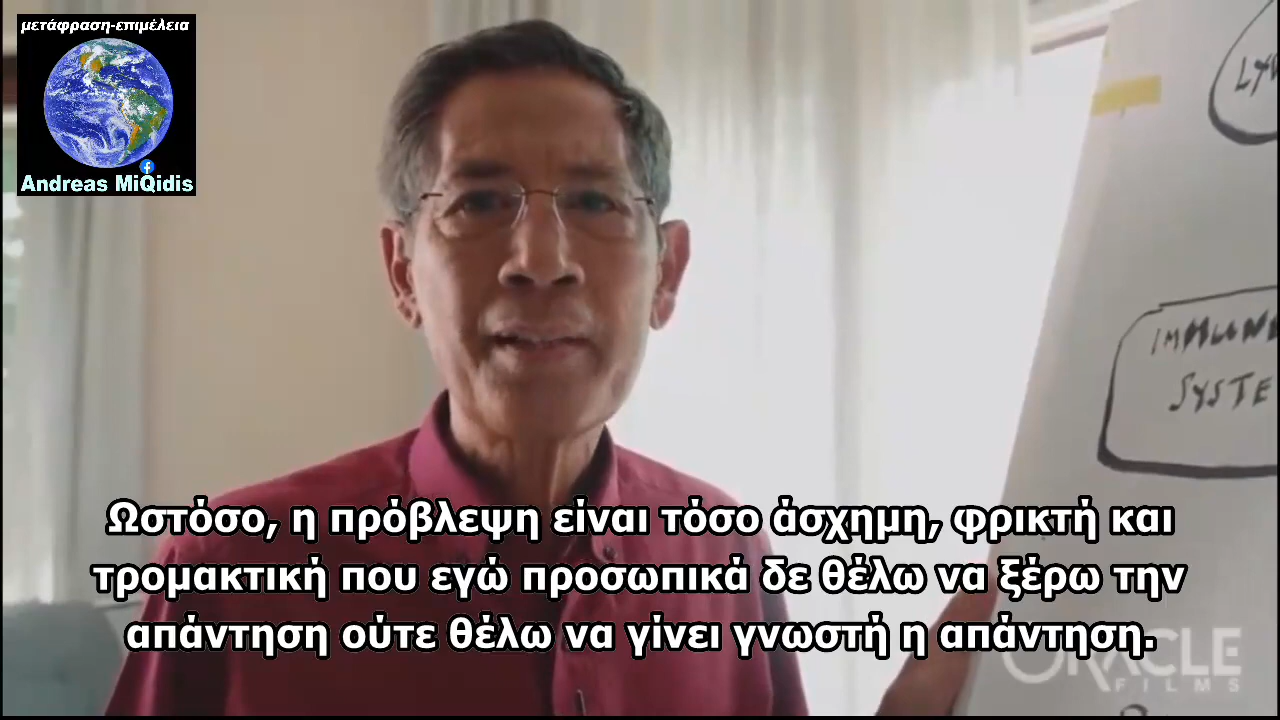 μετάφραση-επιμέλεια
Andreas MiQidis
IMMUNE
SYSTE
Ωστόσο, η πρόβλεψη είναι τόσο άσχημη, φρικτή και
τρομακτική που εγώ προσωπικά δε θέλω να ξέρω την
απάντηση ούτε θέλω να γίνει γνωστή η απάντηση.
ORACLE
FILMS